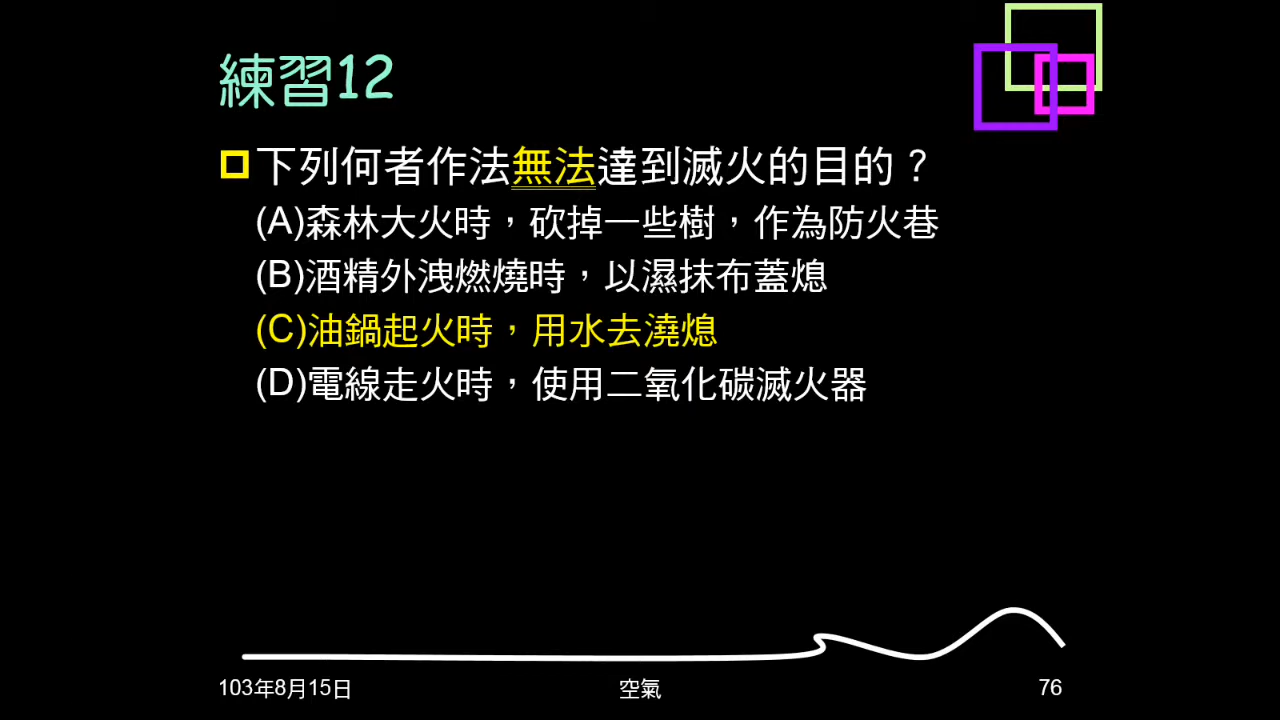 練習12
下列何者作法無法達到滅火的目的？
(A)森林大火時，砍掉一些樹，作為防火巷
(B)酒精外洩燃燒時，以濕抹布蓋熄
(C)油鍋起火時，用水去澆熄
(D)電線走火時，使用二氧化碳滅火器
103年8月15日
空氣
76